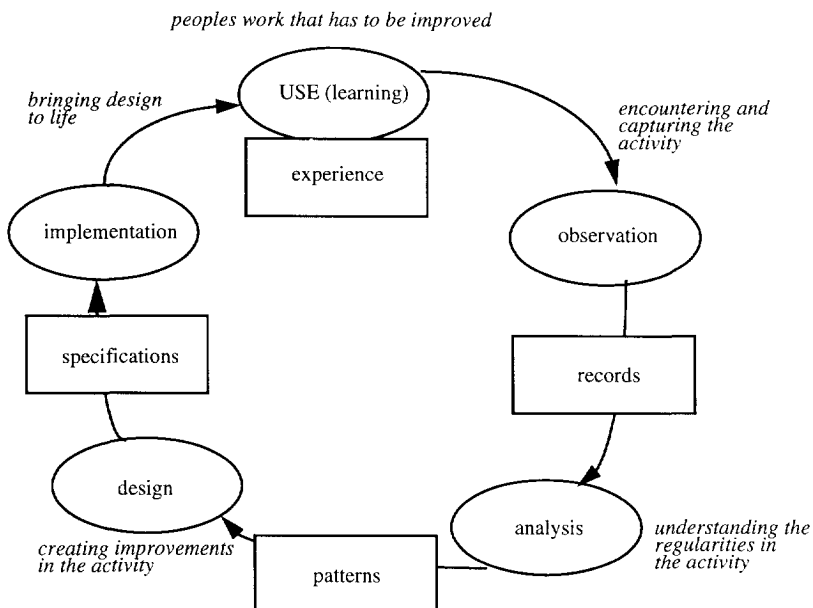 peoples work that has to be improved
USE (learning)
experience
bringing design
to life
encountering and
capturing the
activity
implementation
observation
specifications
records
design
analysis
creating improvements
in the activity
patterns
understanding the
regularities in
the activity